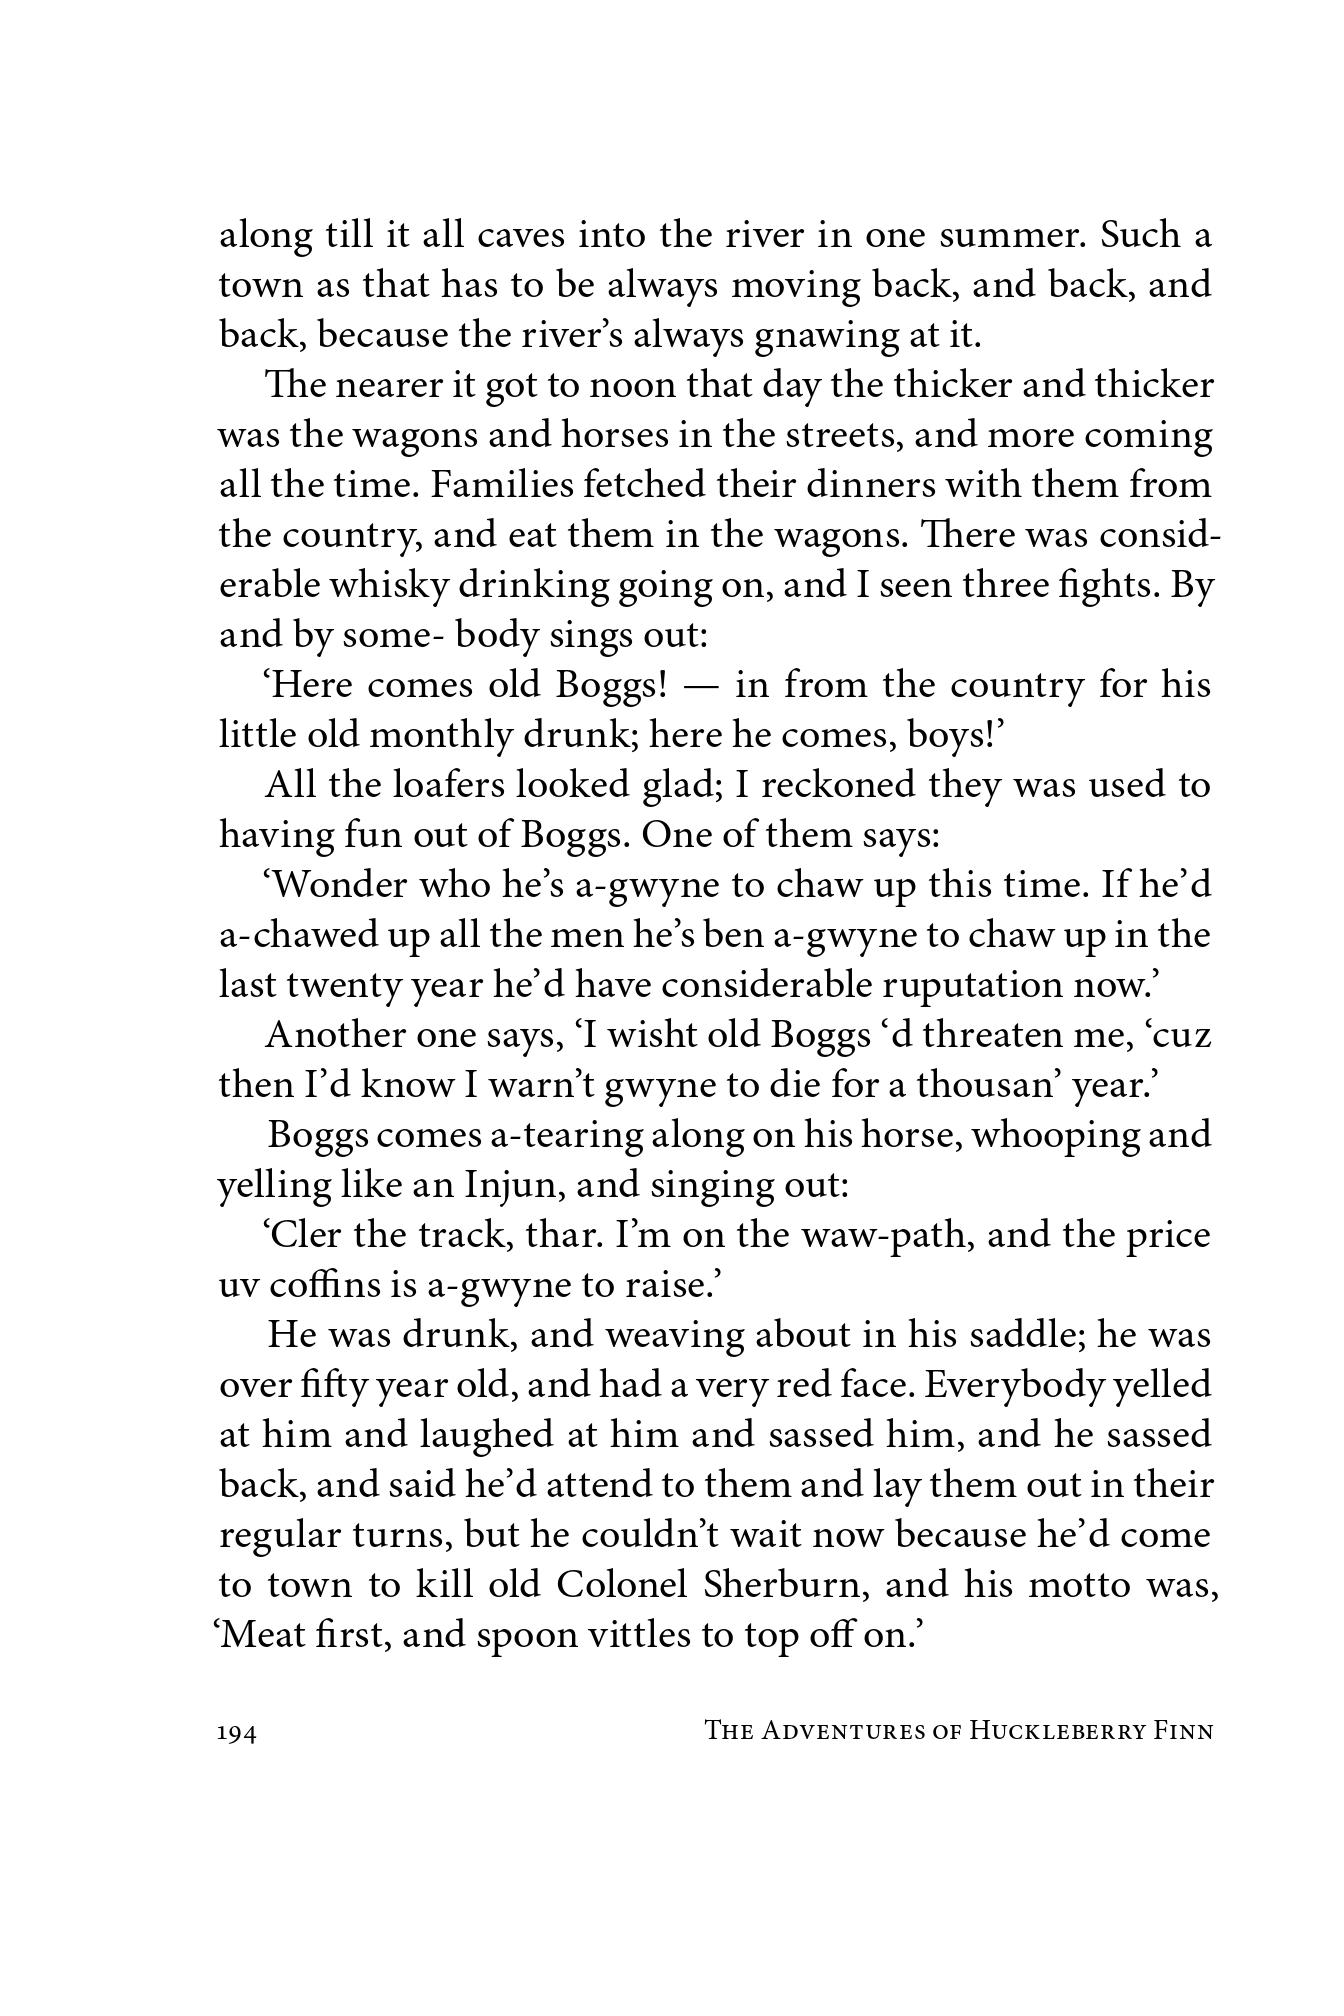 along till it all caves into the river in one summer. Such a
town as that has to be always moving back, and back, and
back, because the river’s always gnawing at it.
The nearer it got to noon that day the thicker and thicker
was the wagons and horses in the streets, and more coming
all the time. Families fetched their dinners with them from
the country, and eat them in the wagons. There was consid-
erable whisky drinking going on, and I seen three fights. By
and by some- body sings out:
‘Here comes old Boggs! — in from the country for his
little old monthly drunk; here he comes, boys!’
All the loafers looked glad; I reckoned they was used to
having fun out of Boggs. One of them says:
‘Wonder who he’s a-gwyne to chaw up this time. If he’d
a-chawed up all the men he’s ben a-gwyne to chaw up in the
last twenty year he’d have considerable ruputation now.’
Another one says, ‘I wisht old Boggs ‘d threaten me, ‘cuz
then I’d know I warn’t gwyne to die for a thousan’ year.’
Boggs comes a-tearing along on his horse, whooping and
yelling like an Injun, and singing out:
‘Cler the track, thar. I’m on the waw-path, and the price
uv coffins is a-gwyne to raise.’
He was drunk, and weaving about in his saddle; he was
over fifty year old, and had a very red face. Everybody yelled
at him and laughed at him and sassed him, and he sassed
back, and said he’d attend to them and lay them out in their
regular turns, but he couldn’t wait now because he’d come
to town to kill old Colonel Sherburn, and his motto was,
‘Meat first, and spoon vittles to top off on.’
194 The Adventures of Huckleberry Finn